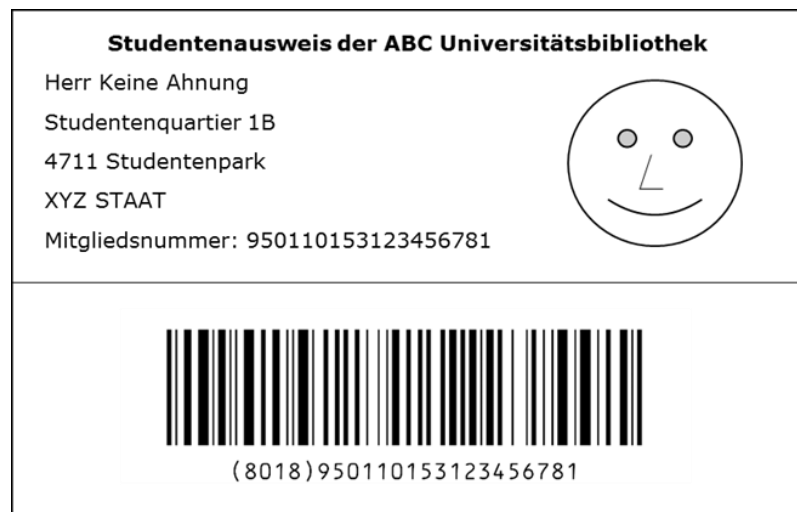 Studentenausweis der ABC Universitätsbibliothek
Herr Keine Ahnung
Studentenquartier 1B
4711 Studentenpark
XYZ STAAT
Mitgliedsnummer: 950110153123456781
(8018)950110153123456781